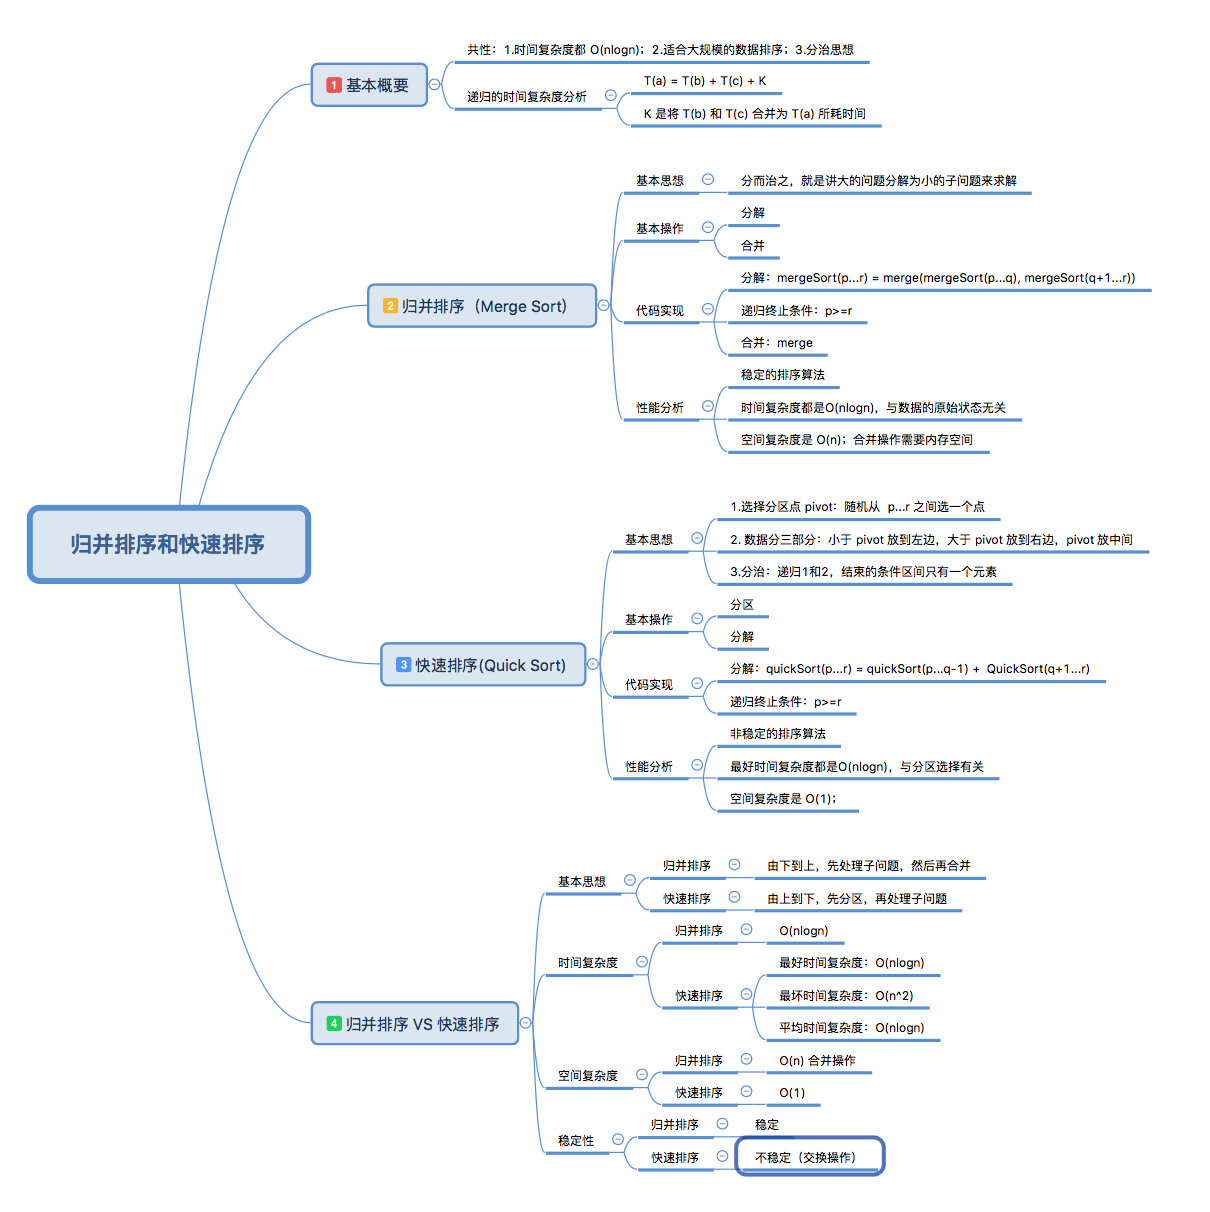 归并排序和快速排序
1 基本概要
共性：1.时间复杂度都 O(nlogn)；2.适合大规模的数据排序；3.分治思想
递归的时间复杂度分析
T(a) = T(b) + T(c) + K
K 是将 T(b) 和 T(c) 合并为 T(a) 所耗时间
2 归并排序（Merge Sort）
基本思想
分而治之，就是讲大的问题分解为小的子问题来求解
基本操作
分解
合并
代码实现
分解：mergeSort(p...r) = merge(mergeSort(p...q), mergeSort(q+1...r))
递归终止条件：p>=r
合并：merge
性能分析
稳定的排序算法
时间复杂度都是O(nlogn)，与数据的原始状态无关
空间复杂度是 O(n)；合并操作需要内存空间
3 快速排序(Quick Sort)
基本思想
1.选择分区点 pivot：随机从  p...r 之间选一个点
2. 数据分三部分：小于 pivot 放到左边，大于 pivot 放到右边，pivot 放中间
3.分治：递归1和2，结束的条件区间只有一个元素
基本操作
分区
分解
代码实现
分解：quickSort(p...r) = quickSort(p...q-1) +  QuickSort(q+1...r)
递归终止条件：p>=r
性能分析
非稳定的排序算法
最好时间复杂度都是O(nlogn)，与分区选择有关
空间复杂度是 O(1)；
4 归并排序 VS 快速排序
基本思想
归并排序
由下到上，先处理子问题，然后再合并
快速排序
由上到下，先分区，再处理子问题
时间复杂度
归并排序
O(nlogn)
快速排序
最好时间复杂度：O(nlogn)
最坏时间复杂度：O(n^2)
平均时间复杂度：O(nlogn)
空间复杂度
归并排序
O(n) 合并操作
快速排序
O(1)
稳定性
归并排序
稳定
快速排序
不稳定（交换操作）